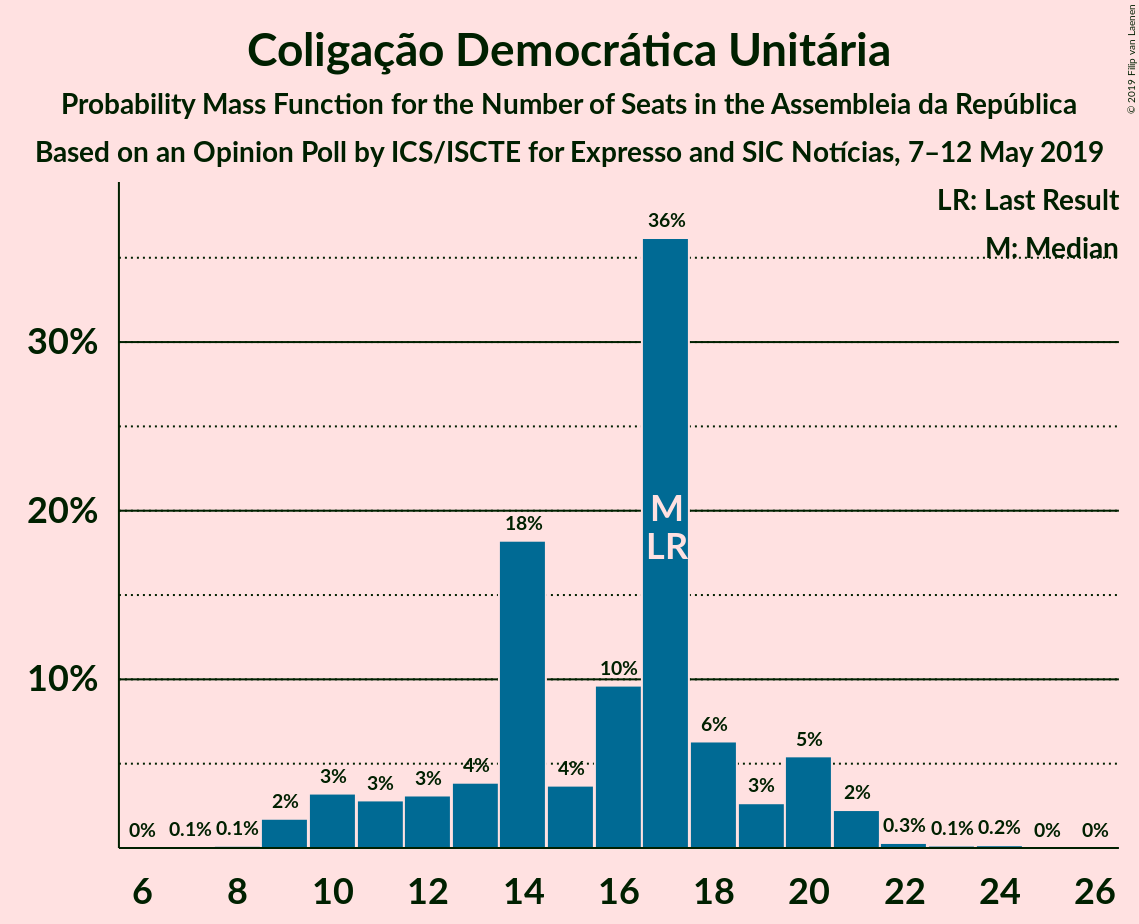 Coligação Democrática Unitária
Probability Mass Function for the Number of Seats in the Assembleia da República
Based on an Opinion Poll by ICS/ISCTE for Expresso and SIC Notícias, 7–12 May 2019
© 2019 Filip van Laenen
LR: Last Result
M: Median
30%
20%
10%
0%
0.1%
0.1%
2%
3%
3%
3%
4%
18%
4%
10%
36%
M
LR
6%
3%
5%
2%
0.3%
0.1%
0.2%
0%
0%
6 8 10 12 14 16 18 20 22 24 26